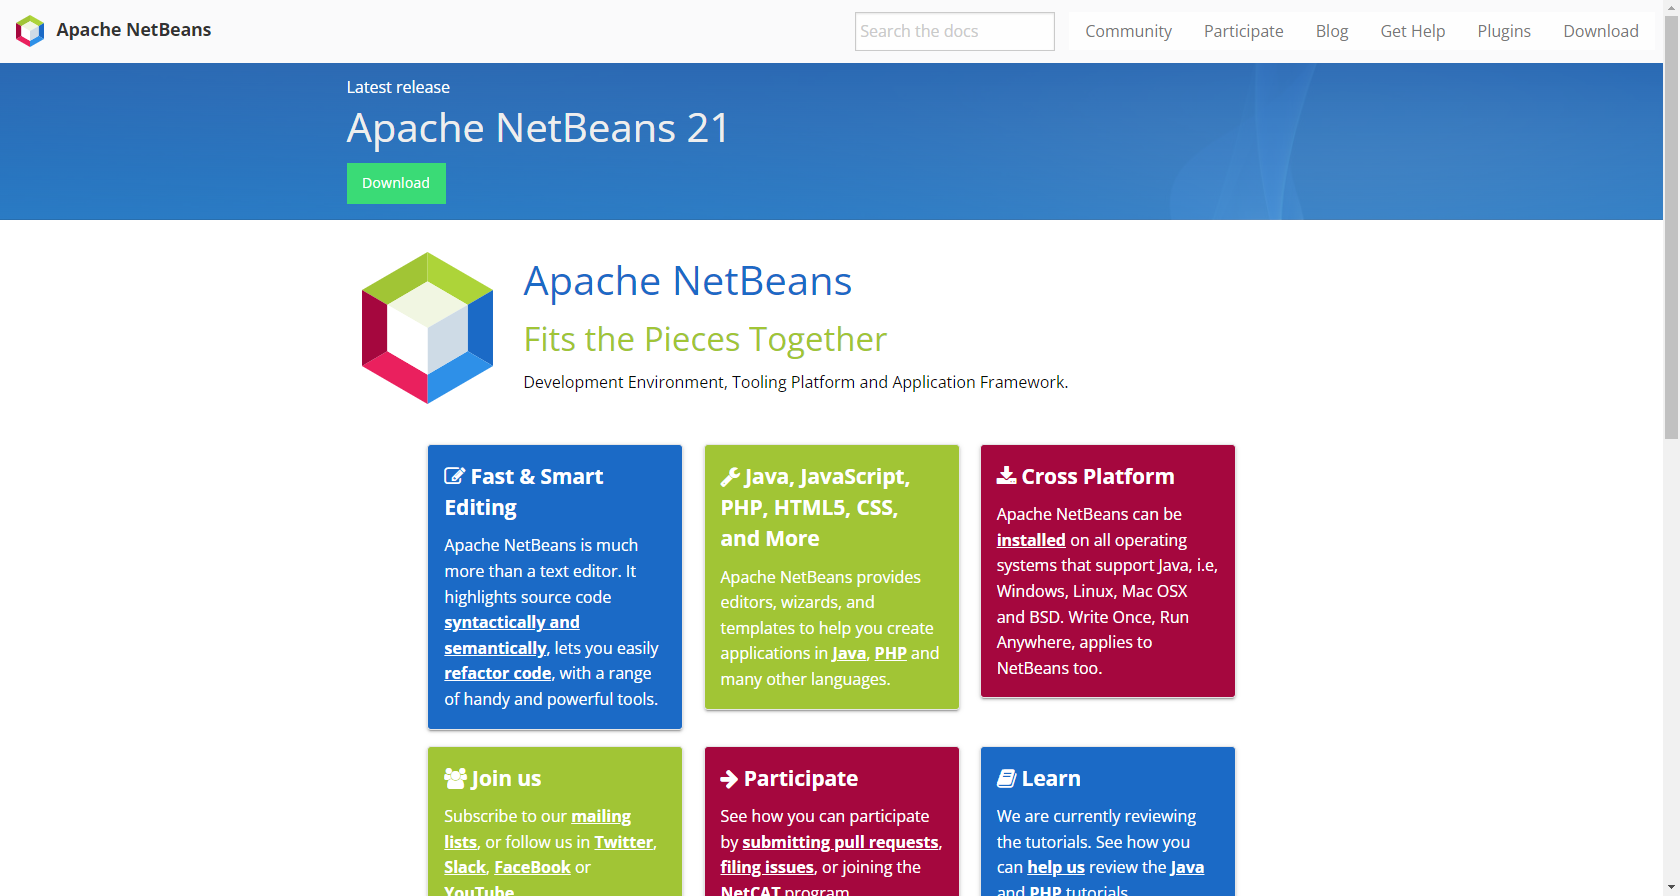 Apache NetBeans
Search the docs
Community
Participate
Blog
Get Help
Plugins
Download
Latest release
Apache NetBeans 21
Download
Apache NetBeans
Fits the Pieces Together
Development Environment, Tooling Platform and Application Framework.
Fast & Smart
Editing
Apache NetBeans is much
more than a text editor. It
highlights source code
syntactically and
semantically, lets you easily
refactor code, with a range
of handy and powerful tools.
Java, JavaScript,
PHP, HTML5, CSS,
and More
Apache NetBeans provides
editors, wizards, and
templates to help you create
applications in Java, PHP and
many other languages.
Cross Platform
Apache NetBeans can be
installed on all operating
systems that support Java, i.e,
Windows, Linux, Mac OSX
and BSD. Write Once, Run
Anywhere, applies to
NetBeans too.
Join us
Subscribe to our mailing
lists, or follow us in Twitter,
Slack, FaceBook or
YouTube
Participate
See how you can participate
by submitting pull requests,
filing issues, or joining the
NetCAT program
Learn
We are currently reviewing
the tutorials. See how you
can help us review the Java
and PHP tutorials